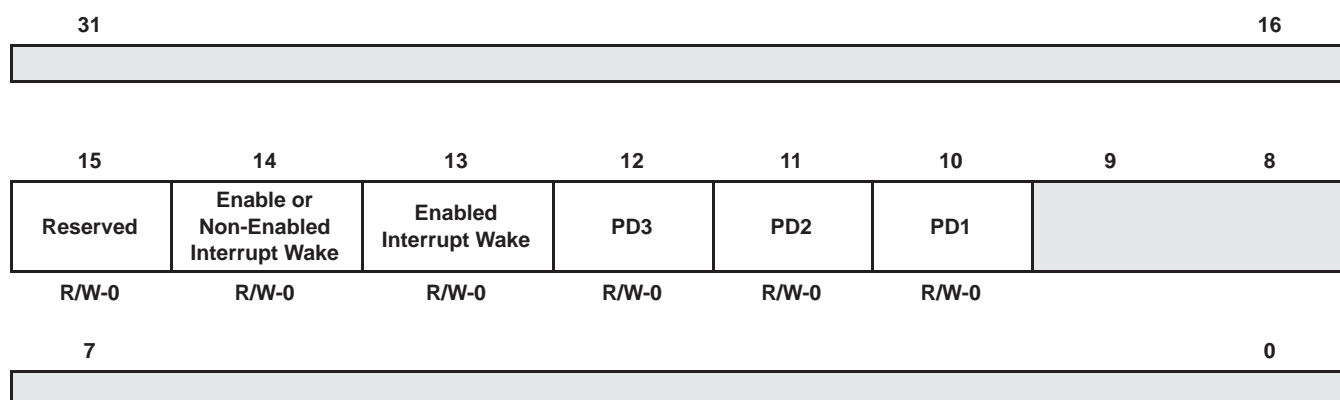 31 16
15 14 13 12 11 10 9 8
Reserved
Enable or
Non-Enabled
Interrupt Wake
Enabled
Interrupt Wake
PD3
PD2
PD1
R/W-0 R/W-0 R/W-0 R/W-0 R/W-0 R/W-0
7 0